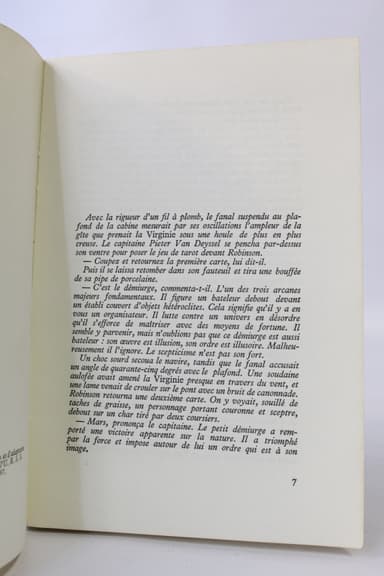 Avec la rigueur d'un fil à plomb, le fanal suspendu au pla-
fond de la cabine mesurait par ses oscillations l'ampleur de la
gîte que prenait la Virginie sous une houle de plus en plus
creuse. Le capitaine Pieter Van Deyssel se pencha par-dessus
son ventre pour poser le jeu de tarot devant Robinson.
— Coupez et retournez la première carte, lui dit-il.
Puis il se laissa retomber dans son fauteuil et tira une bouffée
de sa pipe de porcelaine.
— C'est le démiurge, commenta-t-il. L'un des trois arcanes
majeurs fondamentaux. Il figure un bateleur debout devant
un établi couvert d'objets hétéroclites. Cela signifie qu'il y a en
vous un organisateur. Il lutte contre un univers en désordre
qu'il s'efforce de maîtriser avec des moyens de fortune. Il
semble y parvenir, mais n'oublions pas que ce démiurge est aussi
bateleur : son œuvre est illusion, son ordre est illusoire. Malheu-
reusement il l'ignore. Le scepticisme n'est pas son fort.
Un choc sourd secoua le navire, tandis que le fanal accusait
un angle de quarante-cinq degrés avec le plafond. Une soudaine
aulofée avait amené la Virginie presque en travers du vent, et
une lame venait de crouler sur le pont avec un bruit de canonnade.
Robinson retourna une deuxième carte. On y voyait, souillé de
taches de graisse, un personnage portant couronne et sceptre,
debout sur un char tiré par deux coursiers.
— Mars, prononça le capitaine. Le petit démiurge a rem-
porté une victoire apparente sur la nature. Il a triomphé
par la force et impose autour de lui un ordre qui est à son
image.
7